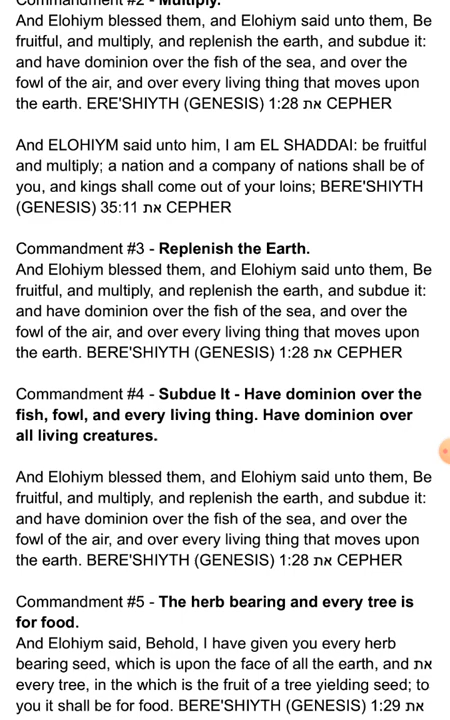 Commandment #2 - Multiply.
And Elohiym blessed them, and Elohiym said unto them, Be
fruitful, and multiply, and replenish the earth, and subdue it:
and have dominion over the fish of the sea, and over the
fowl of the air, and over every living thing that moves upon
the earth. ERE'SHIYTH (GENESIS) 1:28 את CEPHER
And ELOHIYM said unto him, I am EL SHADDAI: be fruitful
and multiply; a nation and a company of nations shall be of
you, and kings shall come out of your loins; BERE'SHIYTH
(GENESIS) 35:11 את CEPHER
Commandment #3 - Replenish the Earth.
And Elohiym blessed them, and Elohiym said unto them, Be
fruitful, and multiply, and replenish the earth, and subdue it:
and have dominion over the fish of the sea, and over the
fowl of the air, and over every living thing that moves upon
the earth. BERE'SHIYTH (GENESIS) 1:28 את CEPHER
Commandment #4 - Subdue It - Have dominion over the
fish, fowl, and every living thing. Have dominion over
all living creatures.
And Elohiym blessed them, and Elohiym said unto them, Be
fruitful, and multiply, and replenish the earth, and subdue it:
and have dominion over the fish of the sea, and over the
fowl of the air, and over every living thing that moves upon
the earth. BERE'SHIYTH (GENESIS) 1:28 את CEPHER
Commandment #5 - The herb bearing and every tree is
for food.
And Elohiym said, Behold, I have given you every herb
bearing seed, which is upon the face of all the earth, and את
every tree, in the which is the fruit of a tree yielding seed; to
you it shall be for food. BERE'SHIYTH (GENESIS) 1:29 את